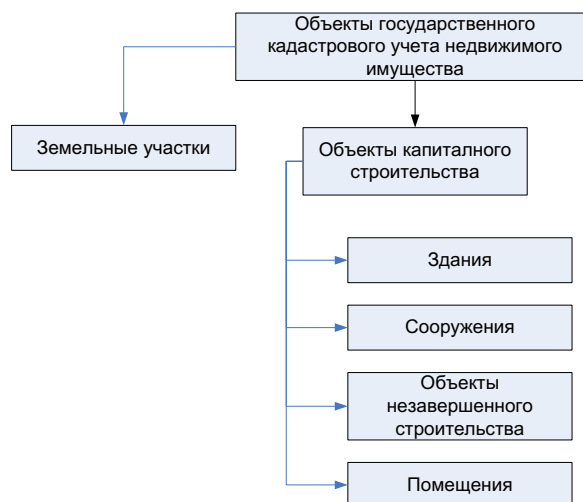 Объекты государственного
кадастрового учета недвижимого
имущества
Земельные участки
Объекты капиталного
строительства
Здания
Сооружения
Объекты
незавершенного
строительства
Помещения